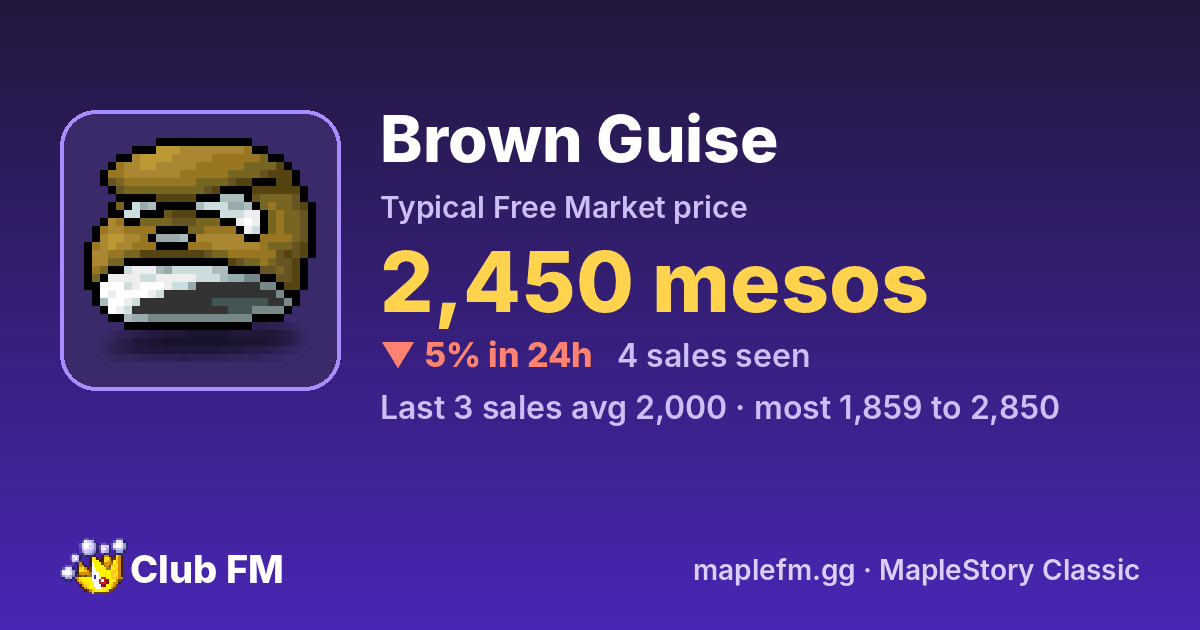 Brown Guise
Typical Free Market price
2,450 mesos
▼ 5% in 24h 4 sales seen
Last 3 sales avg 2,000 · most 1,859 to 2,850
Club FM
maplefm.gg · MapleStory Classic